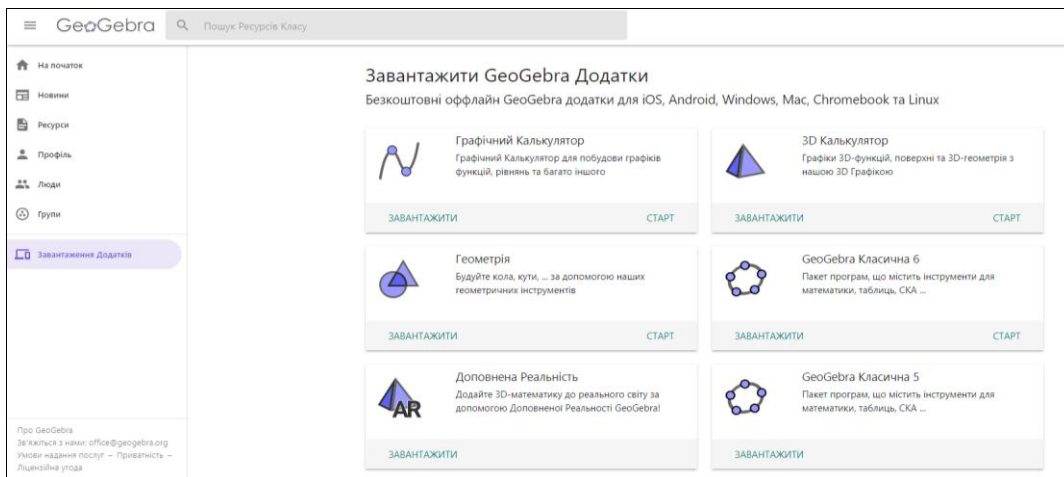 GeoGebra
Пошук Ресурсів Класу
На початок
Новини
Ресурси
Профіль
Люди
Групи
Завантаження Додатків
Про GeoGebra
Зв'яжіться з нами: office@geogebra.org
Умови надання послуг – Приватність –
Ліцензійна угода
Завантажити GeoGebra Додатки
Безкоштовні оффлайн GeoGebra додатки для iOS, Android, Windows, Mac, Chromebook та Linux
Графічний Калькулятор
Графічний Калькулятор для побудови графіків
функцій, рівнянь та багато іншого
ЗАВАНТАЖИТИ
СТАРТ
3D Калькулятор
Графіки 3D-функцій, поверхні та 3D-геометрія з
нашою 3D Графікою
ЗАВАНТАЖИТИ
СТАРТ
Геометрія
Будуйте кола, кути, ... за допомогою наших
геометричних інструментів
ЗАВАНТАЖИТИ
СТАРТ
GeoGebra Класична 6
Пакет програм, що містить інструменти для
математики, таблиць, СКА ...
ЗАВАНТАЖИТИ
СТАРТ
AR
Доповнена Реальність
Додайте 3D-математику до реального світу за
допомогою Доповненої Реальності GeoGebra!
ЗАВАНТАЖИТИ
GeoGebra Класична 5
Пакет програм, що містить інструменти для
математики, таблиць, СКА ...
ЗАВАНТАЖИТИ